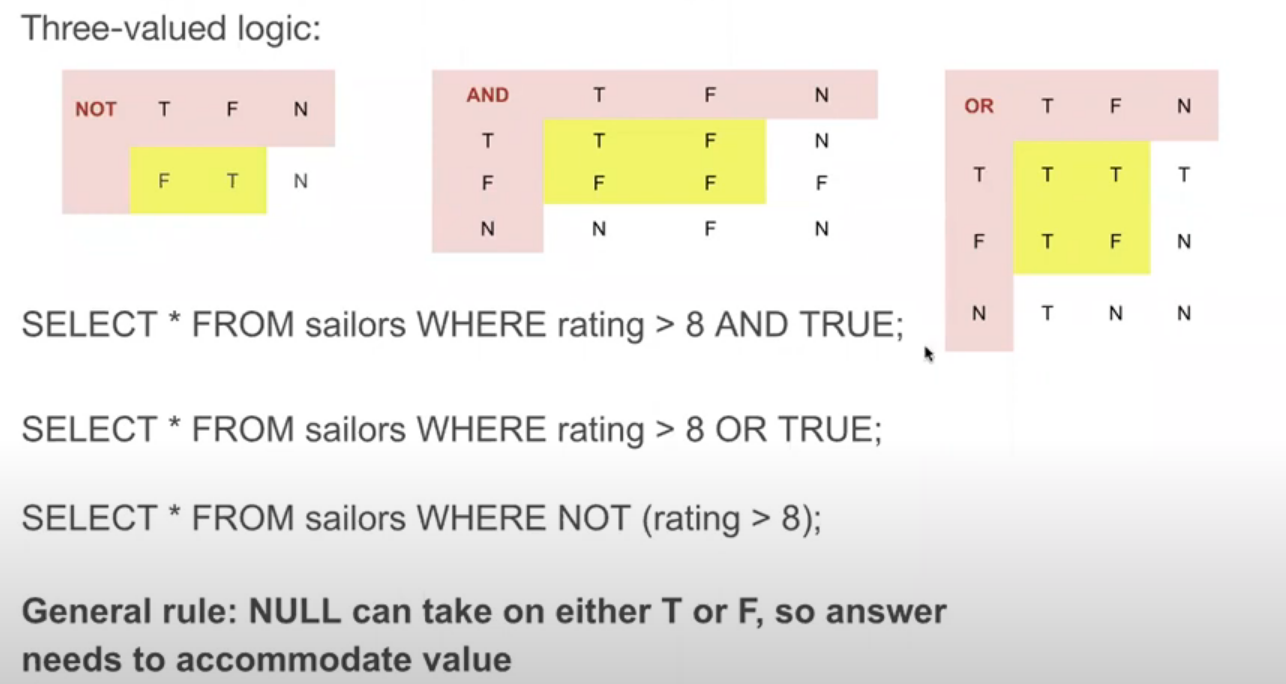 Three-valued logic:
NOT T F N
F T N
AND T F N
T T F N
F F F F
N N F N
OR T F N
T T T T
F T F N
N T N N
SELECT * FROM sailors WHERE rating > 8 AND TRUE;
SELECT * FROM sailors WHERE rating > 8 OR TRUE;
SELECT * FROM sailors WHERE NOT (rating > 8);
General rule: NULL can take on either T or F, so answer
needs to accommodate value